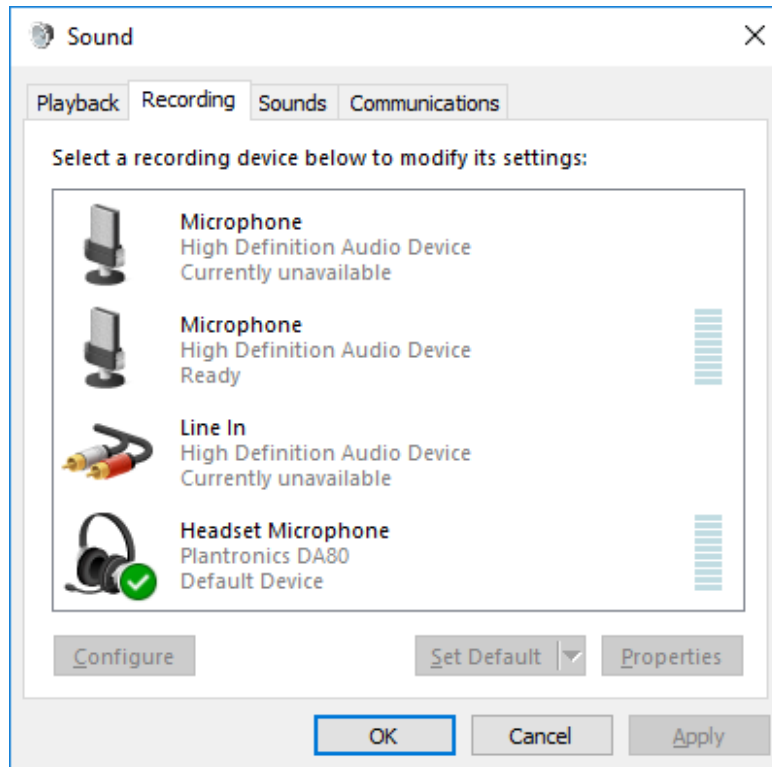 Sound
Playback Recording Sounds Communications
Select a recording device below to modify its settings:
Microphone
High Definition Audio Device
Currently unavailable
Microphone
High Definition Audio Device
Ready
Line In
High Definition Audio Device
Currently unavailable
Headset Microphone
Plantronics DA80
Default Device
Configure Set Default Properties
OK Cancel Apply